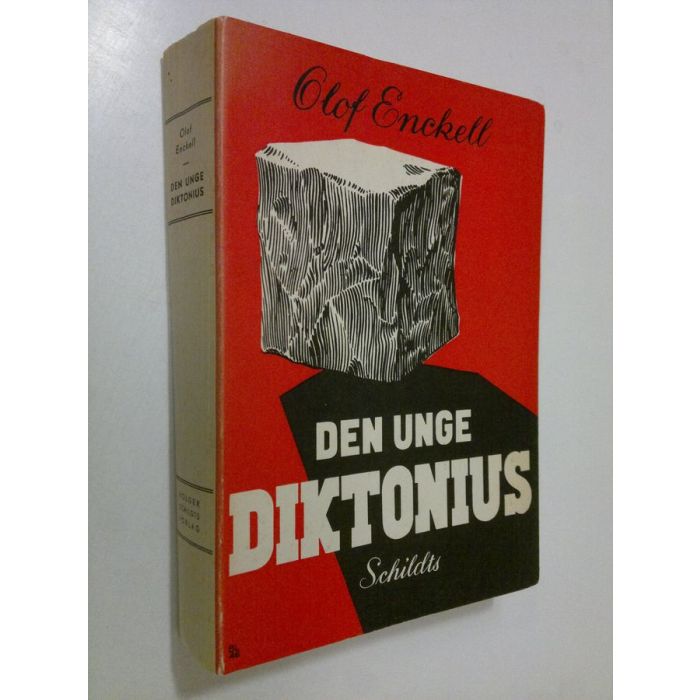 Olof Enckell
DEN UNGE
DIKTONIUS
Schildts
Olof
Enckell
DEN UNGE
DIKTONIUS
HOLGER
SCHILDTS
FÖRLAG